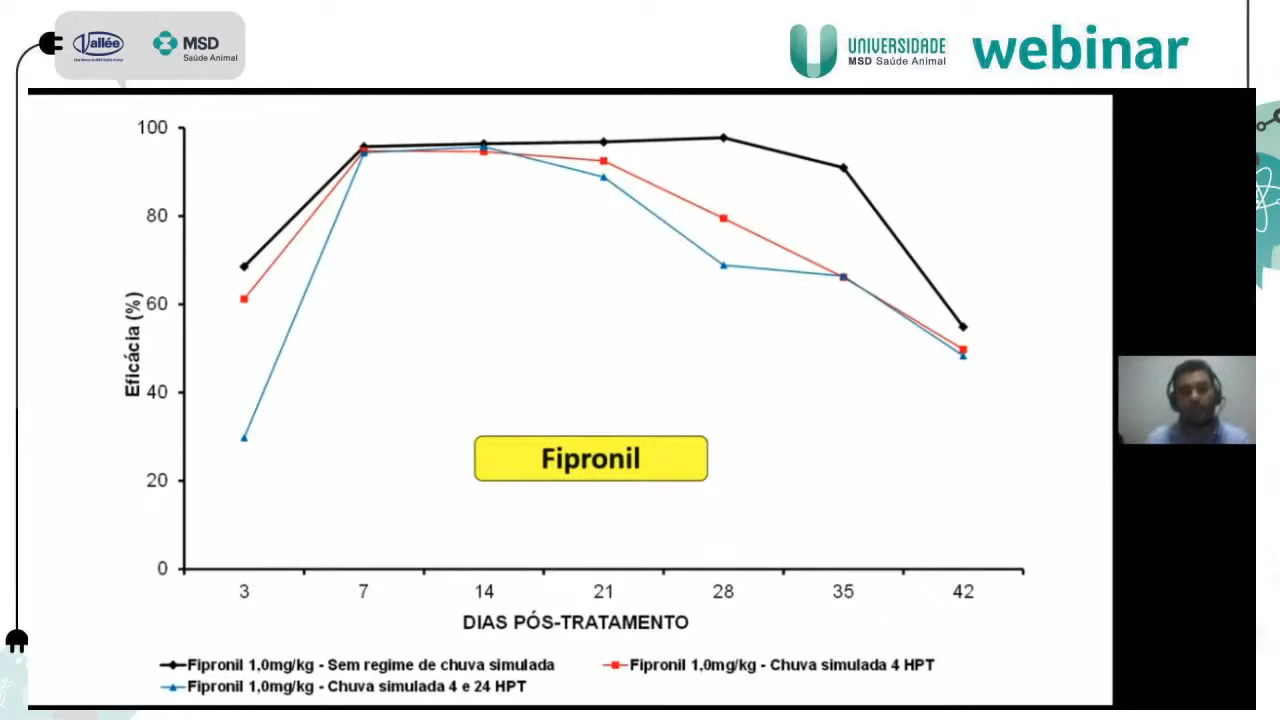 Vallée
MSD
Saúde Animal
UNIVERSIDADE
MSD Saúde Animal
webinar
100
80
60
40
20
0
Eficácia (%)
Fipronil
3 7 14 21 28 35 42
DIAS PÓS-TRATAMENTO
Fipronil 1,0mg/kg - Sem regime de chuva simulada
Fipronil 1,0mg/kg - Chuva simulada 4 HPT
Fipronil 1,0mg/kg - Chuva simulada 4 e 24 HPT